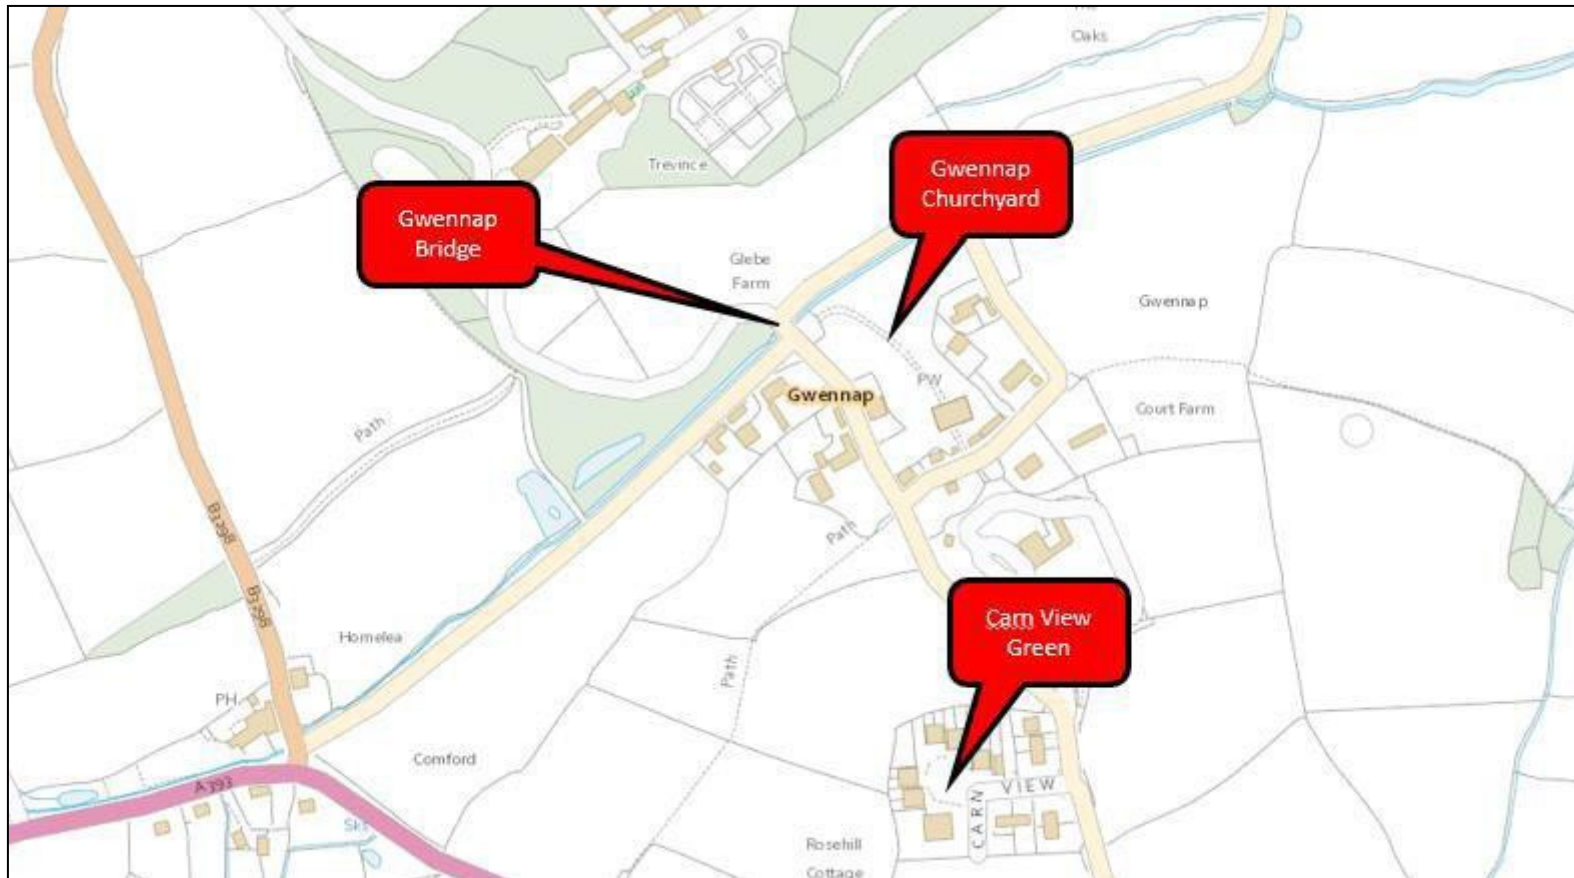 Oaks
Trevince
Gwennap
Churchyard
Gwennap
Bridge
Glebe
Farm
Gwennap
PW
Gwennap
Court Farm
Path
B3298
Path
B3298
Carn View
Green
Homelea
Path
PH
Comford
A393
VIEW
CARN
Rosehill
Cottage